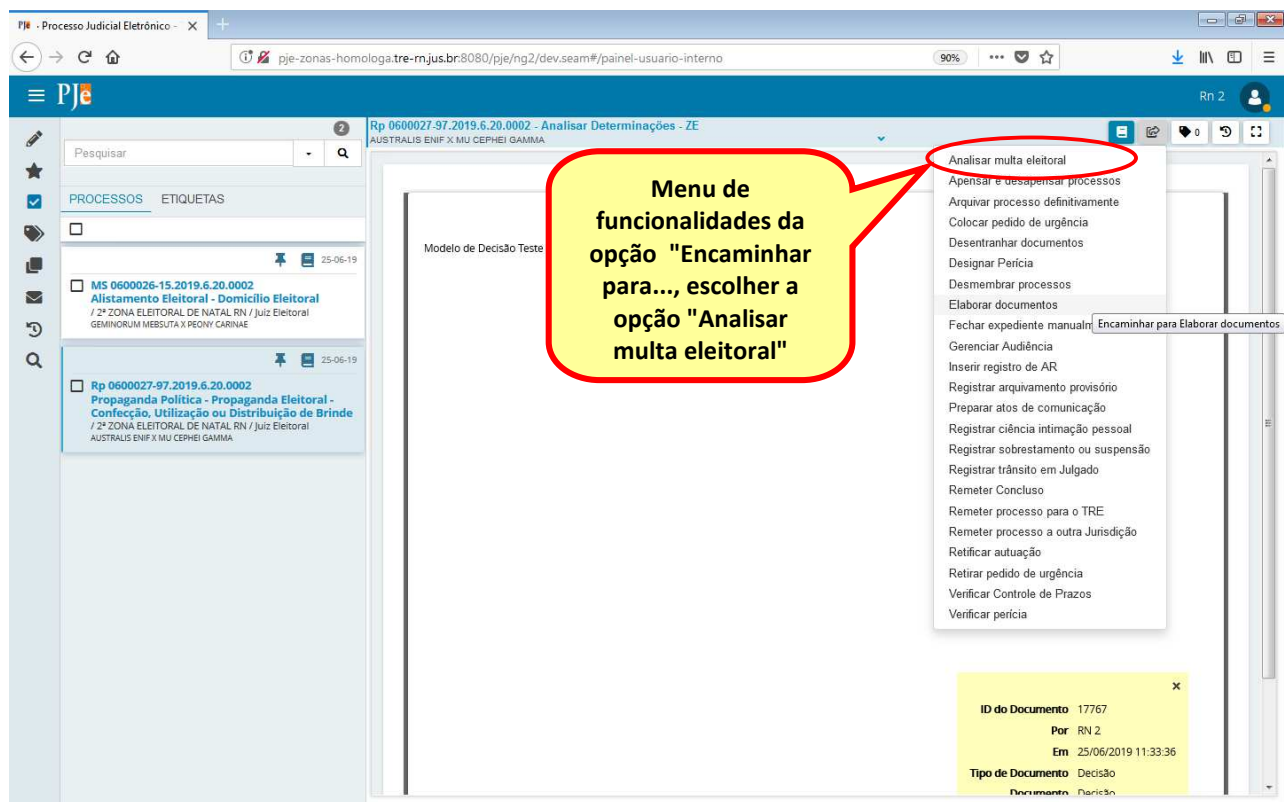 PJe · Processo Judicial Eletrônico -
pje-zonas-homologa.tre-rn.jus.br:8080/pje/ng2/dev.seam#/painel-usuario-interno
90%
PJe
Rn 2
2
Pesquisar
PROCESSOS ETIQUETAS
25-06-19
MS 0600026-15.2019.6.20.0002
Alistamento Eleitoral - Domicílio Eleitoral
/ 2ª ZONA ELEITORAL DE NATAL RN / Juiz Eleitoral
GEMINORUM MEBSUTA X PEONY CARINAE
25-06-19
Rp 0600027-97.2019.6.20.0002
Propaganda Política - Propaganda Eleitoral -
Confecção, Utilização ou Distribuição de Brinde
/ 2ª ZONA ELEITORAL DE NATAL RN / Juiz Eleitoral
AUSTRALIS ENIF X MU CEPHEI GAMMA
Rp 0600027-97.2019.6.20.0002 - Analisar Determinações - ZE
AUSTRALIS ENIF X MU CEPHEI GAMMA
0
Modelo de Decisão Teste
Menu de
funcionalidades da
opção "Encaminhar
para..., escolher a
opção "Analisar
multa eleitoral"
Analisar multa eleitoral
Apensar e desapensar processos
Arquivar processo definitivamente
Colocar pedido de urgência
Desentranhar documentos
Designar Perícia
Desmembrar processos
Elaborar documentos
Fechar expediente manualm
Encaminhar para Elaborar documentos
Gerenciar Audiência
Inserir registro de AR
Registrar arquivamento provisório
Preparar atos de comunicação
Registrar ciência intimação pessoal
Registrar sobrestamento ou suspensão
Registrar trânsito em Julgado
Remeter Concluso
Remeter processo para o TRE
Remeter processo a outra Jurisdição
Retificar autuação
Retirar pedido de urgência
Verificar Controle de Prazos
Verificar perícia
ID do Documento 17767
Por RN 2
Em 25/06/2019 11:33:36
Tipo de Documento Decisão
Documento Decisão